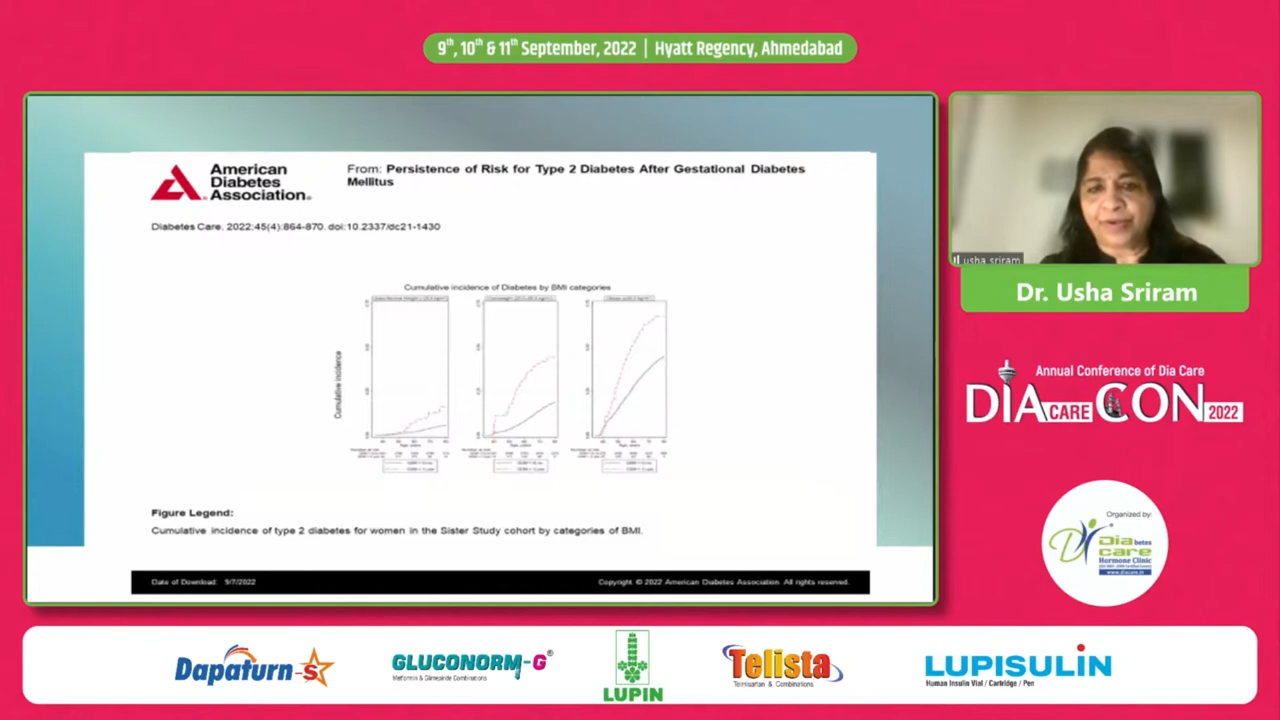 9th, 10th & 11th September, 2022 | Hyatt Regency, Ahmedabad
American
Diabetes
Association®
From: Persistence of Risk for Type 2 Diabetes After Gestational Diabetes
Mellitus
Diabetes Care. 2022;45(4):864-870. doi:10.2337/dc21-1430
Cumulative incidence of Diabetes by BMI categories
Cumulative incidence
Figure Legend:
Cumulative incidence of type 2 diabetes for women in the Sister Study cohort by categories of BMI.
Date of Download: 9/7/2022
Copyright © 2022 American Diabetes Association. All rights reserved.
usha sriram
Dr. Usha Sriram
Annual Conference of Dia Care
DIACARE CON 2022
Organized by:
Diabetes
care
Hormone Clinic
www.diacare.in
Dapaturn-S
GLUCONORM-G®
Metformin & Glimepiride Combinations
LUPIN
Telista
Telmisartan & Combinations
LUPISULIN
Human Insulin Vial / Cartridge / Pen